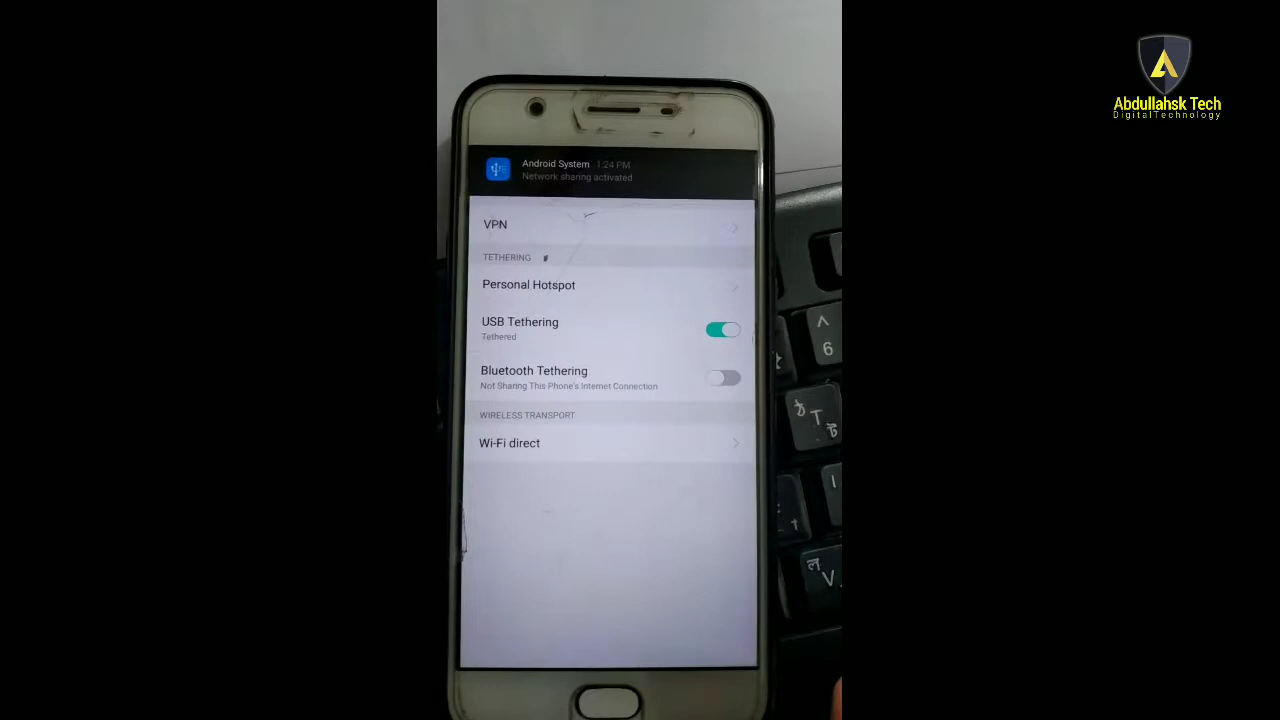 Abdullahsk Tech
DigitalTechnology
Android System 1:24 PM
Network sharing activated
VPN
TETHERING
Personal Hotspot
USB Tethering
Tethered
Bluetooth Tethering
Not Sharing This Phone's Internet Connection
WIRELESS TRANSPORT
Wi-Fi direct
^
6
T
ठ
V